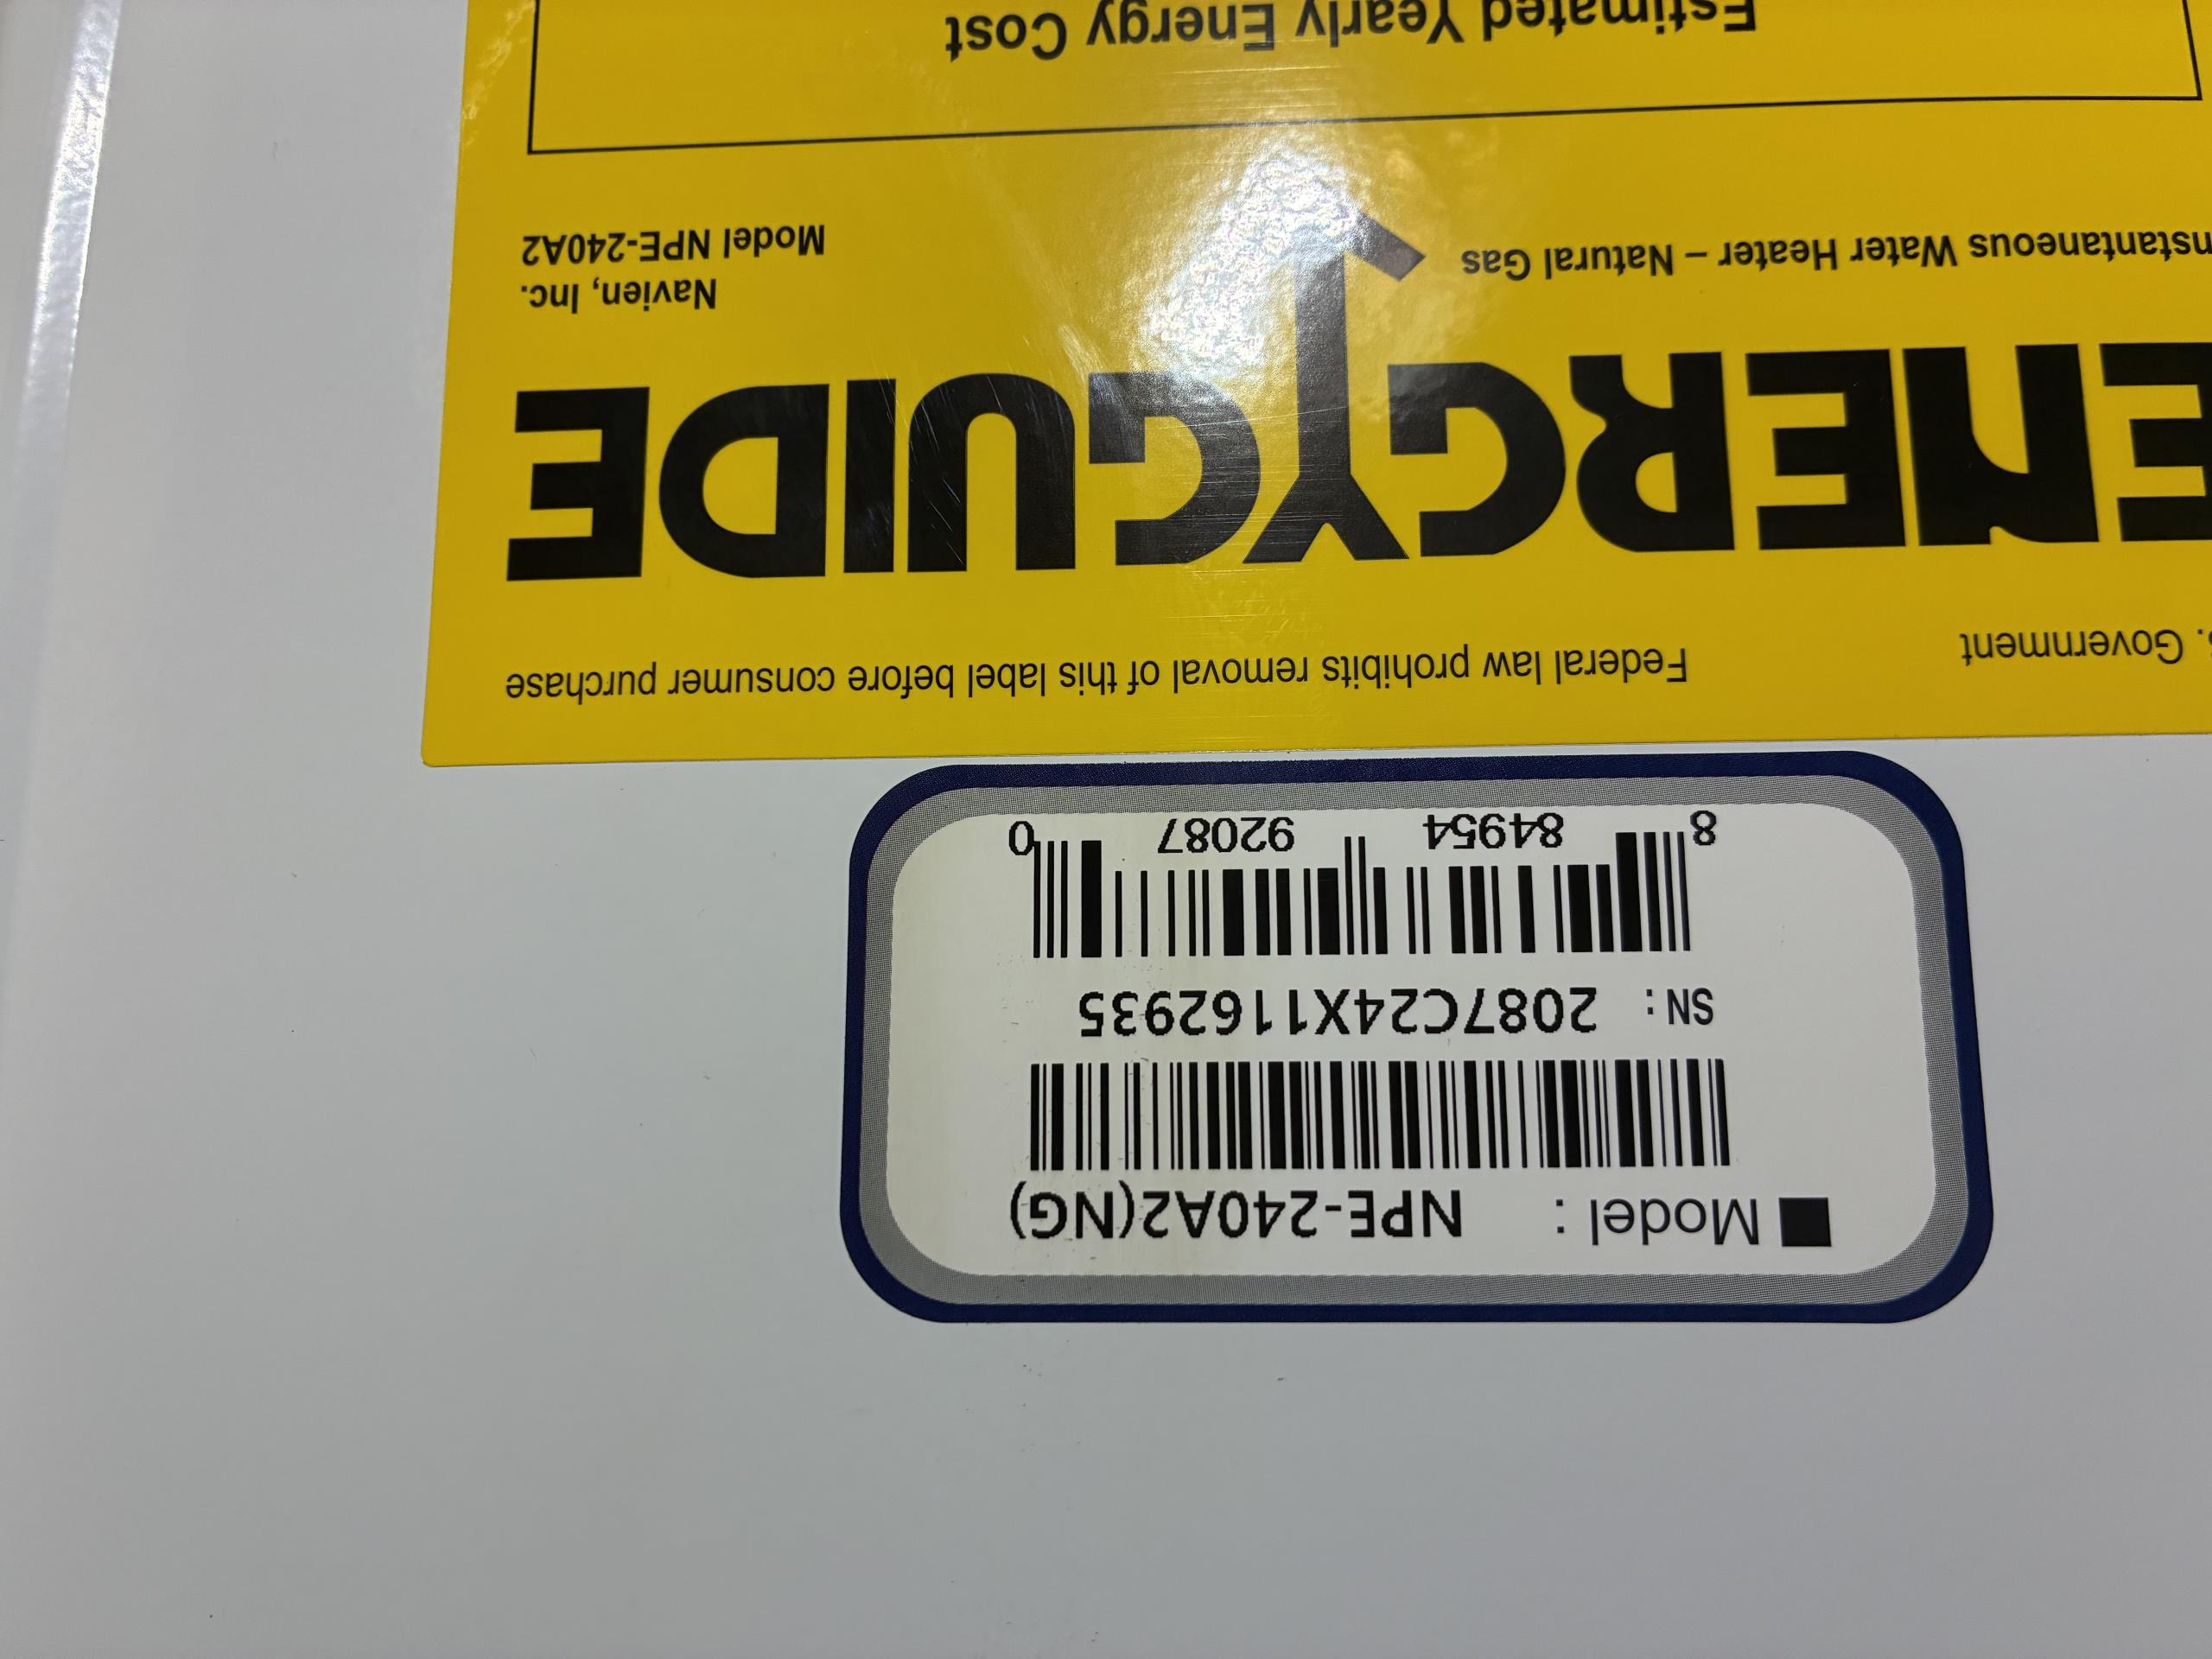 ■ Model : NPE-240A2(NG)
SN: 2087C24X1162935
8 84954 92087 0
. Government Federal law prohibits removal of this label before consumer purchase
ENERGYGUIDE
nstantaneous Water Heater – Natural Gas
Navien, Inc.
Model NPE-240A2
Estimated Yearly Energy Cost